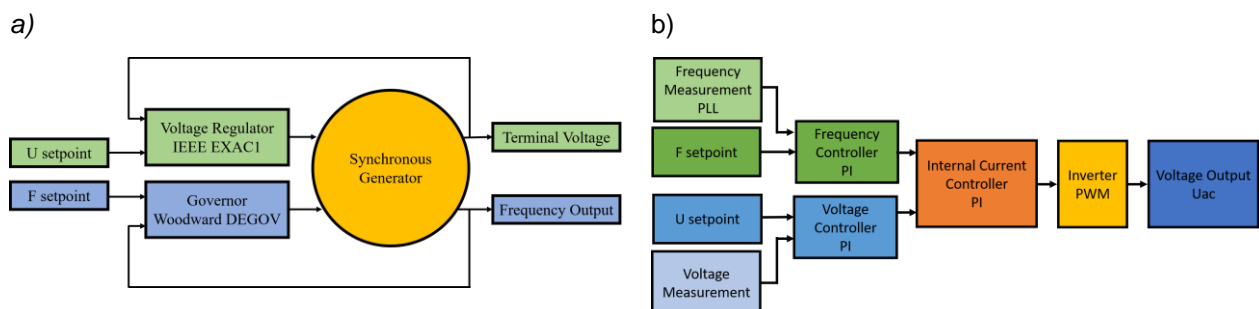 a)
U setpoint
F setpoint
Voltage Regulator
IEEE EXAC1
Governor
Woodward DEGOV
Synchronous
Generator
Terminal Voltage
Frequency Output
b)
Frequency
Measurement
PLL
F setpoint
U setpoint
Voltage
Measurement
Frequency
Controller
PI
Voltage
Controller
PI
Internal Current
Controller
PI
Inverter
PWM
Voltage Output
Uac